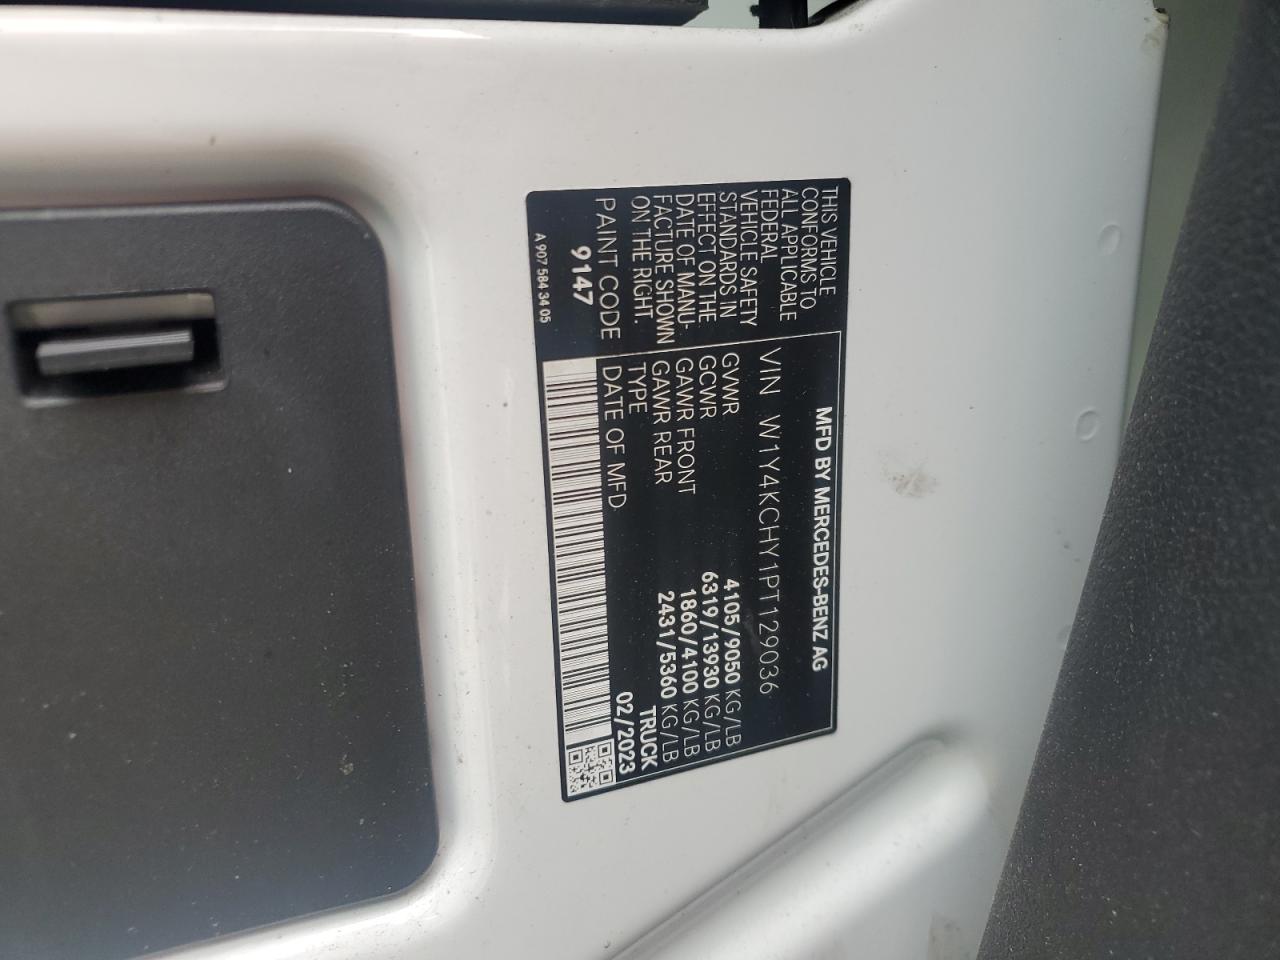 THIS VEHICLE
CONFORMS TO
ALL APPLICABLE
FEDERAL
VEHICLE SAFETY
STANDARDS IN
EFFECT ON THE
DATE OF MANU-
FACTURE SHOWN
ON THE RIGHT.
PAINT CODE
9147
A 907 584 34 05
MFD BY MERCEDES-BENZ AG
VIN W1Y4KCHY1PT129036
GVWR 4105/9050 KG/LB
GCWR 6319/13930 KG/LB
GAWR FRONT 1860/4100 KG/LB
GAWR REAR 2431/5360 KG/LB
TYPE TRUCK
DATE OF MFD 02/2023